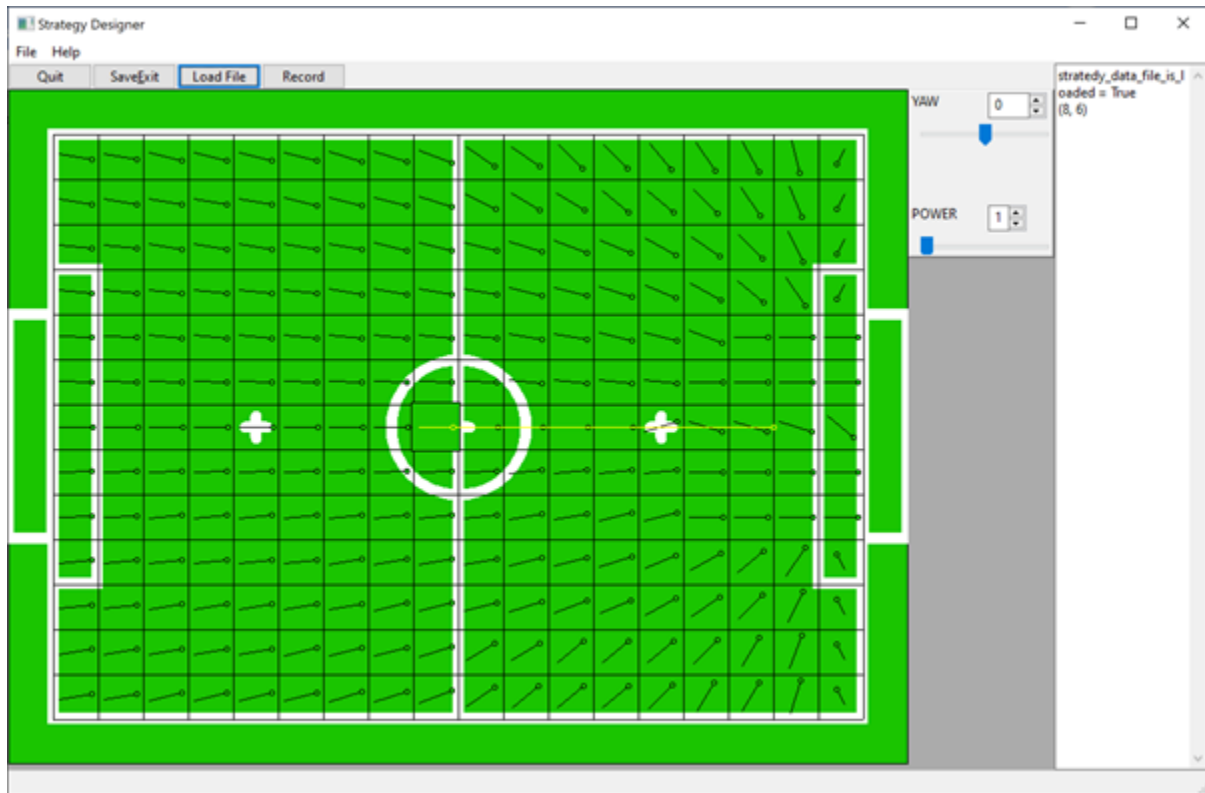 Strategy Designer
File Help
Quit SaveExit Load File Record
YAW 0
POWER 1
stratedy_data_file_is_l
oaded = True
(8, 6)